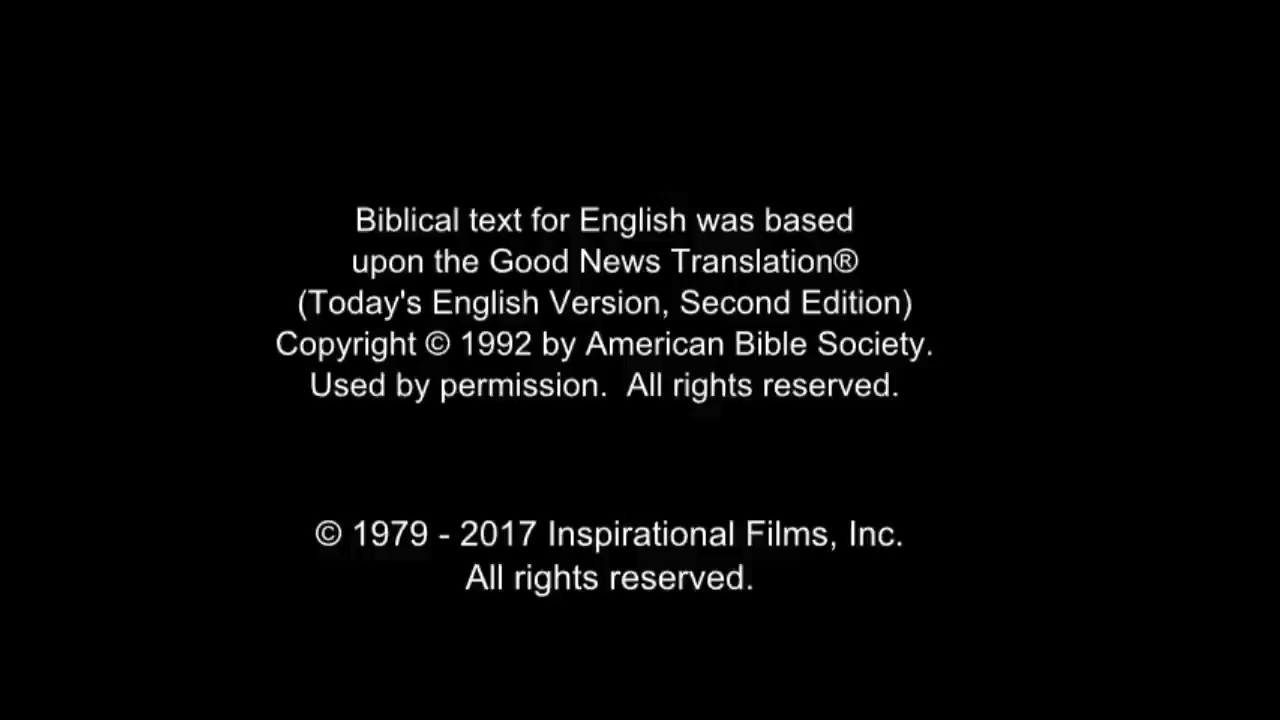 Biblical text for English was based
upon the Good News Translation®
(Today's English Version, Second Edition)
Copyright © 1992 by American Bible Society.
Used by permission.  All rights reserved.
© 1979 - 2017 Inspirational Films, Inc.
All rights reserved.